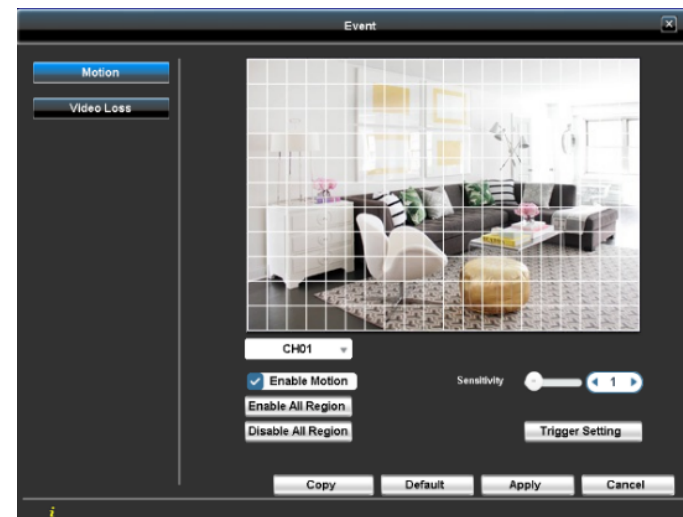 Event
Motion
Video Loss
CH01
Enable Motion
Sensitivity
1
Enable All Region
Disable All Region
Trigger Setting
Copy
Default
Apply
Cancel
i